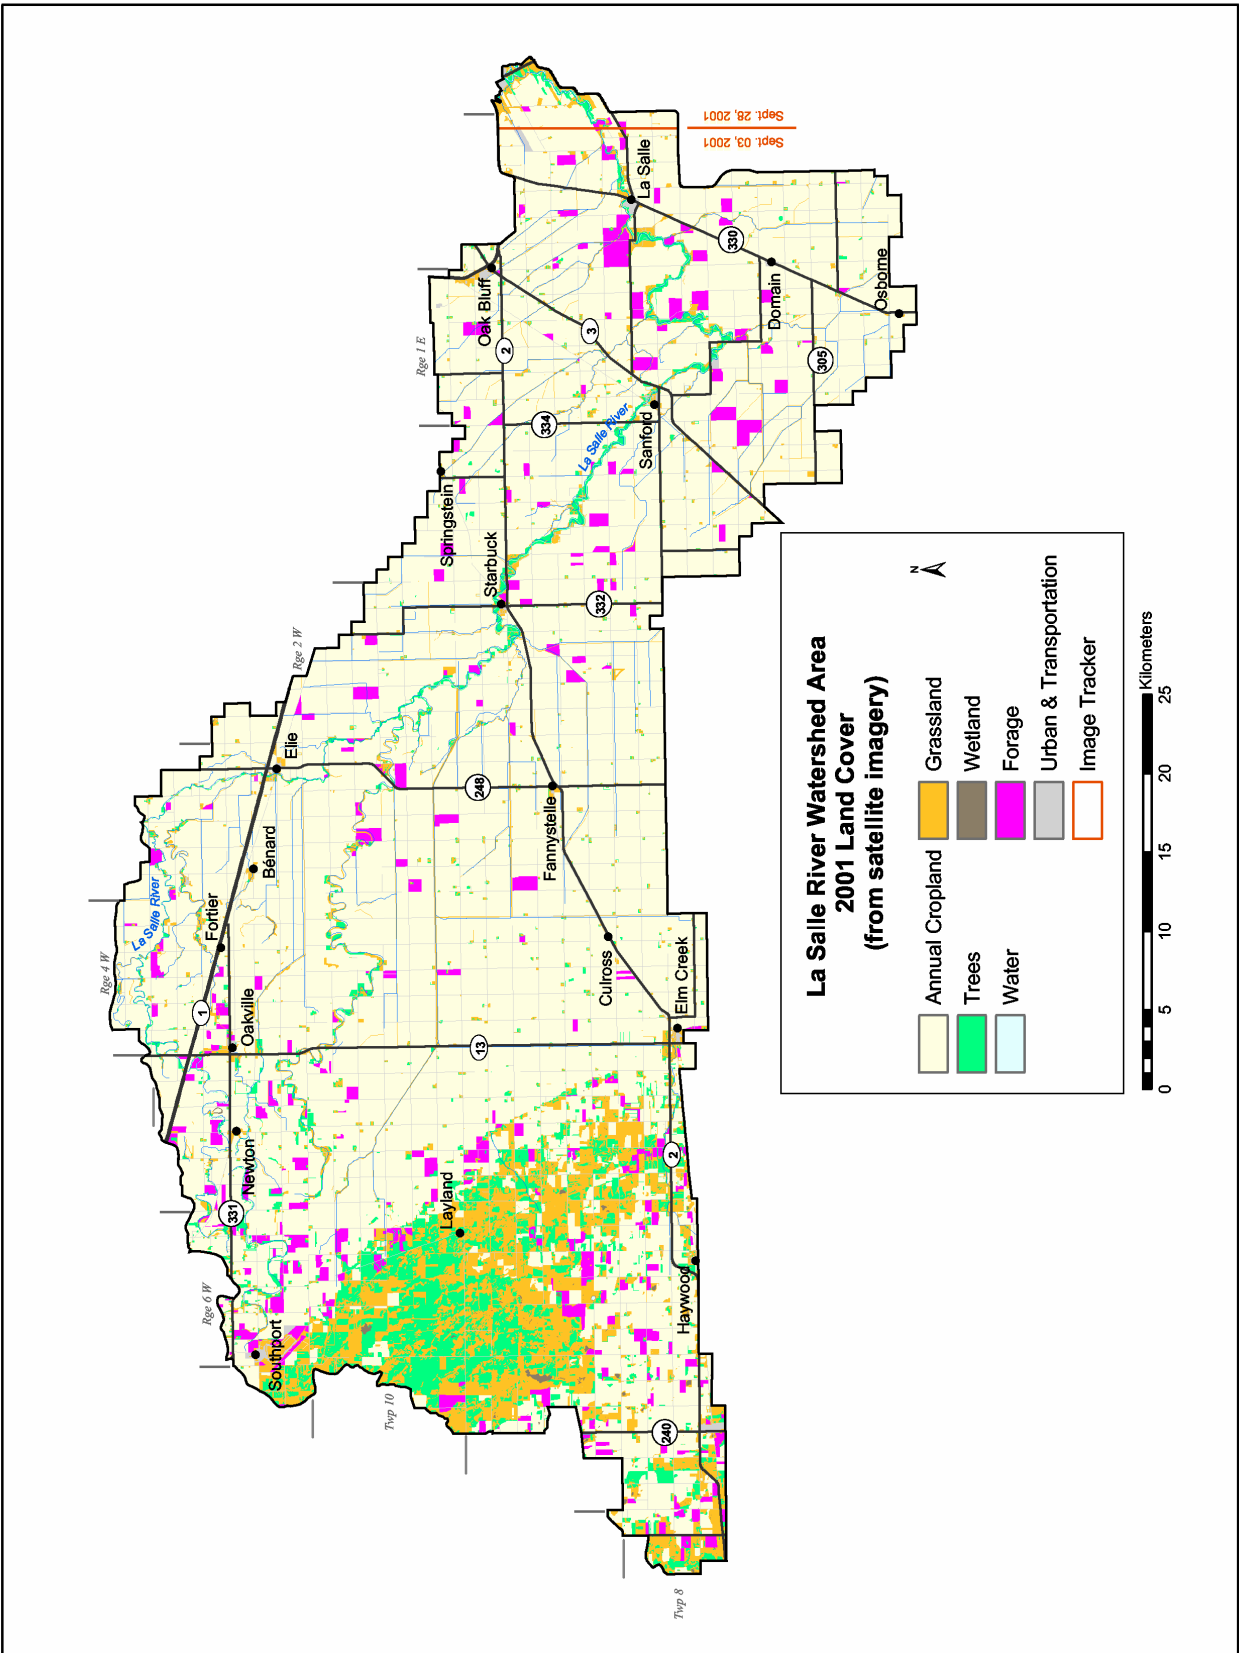 La Salle River Watershed Area
2001 Land Cover
(from satellite imagery)
N
Annual Cropland
Trees
Water
Grassland
Wetland
Forage
Urban & Transportation
Image Tracker
0
5
10
15
20
25
Kilometers
Rge 6 W
Rge 4 W
Rge 2 W
Rge 1 E
Twp 10
Twp 8
Sept. 03, 2001
Sept. 28, 2001
La Salle River
La Salle River
Southport
Newton
Oakville
Fortier
Bénard
Elie
Layland
Haywood
Elm Creek
Culross
Fannystelle
Starbuck
Springstein
Sanford
Oak Bluff
La Salle
Domain
Osborne
1
331
13
240
2
248
332
334
2
3
330
305